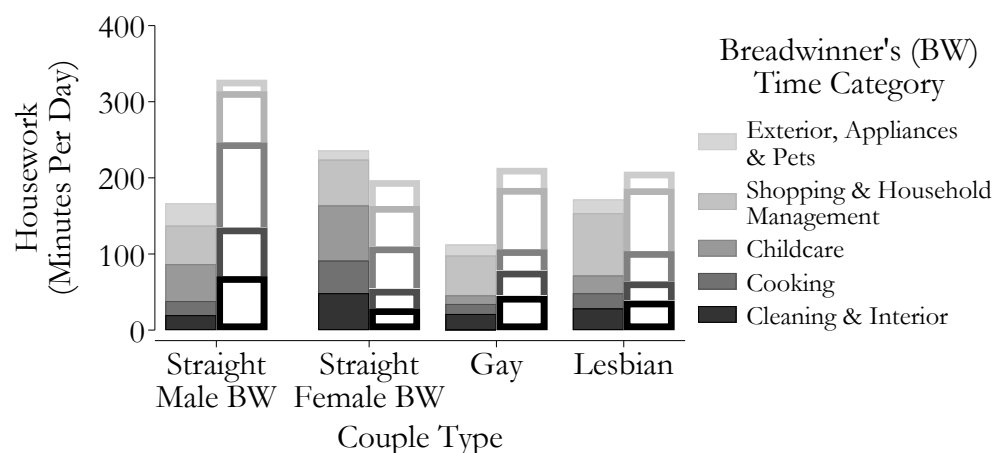 400
300
200
100
0
Housework
(Minutes Per Day)
Straight
Male BW
Straight
Female BW
Gay
Lesbian
Couple Type
Breadwinner's (BW)
Time Category
Exterior, Appliances
& Pets
Shopping & Household
Management
Childcare
Cooking
Cleaning & Interior